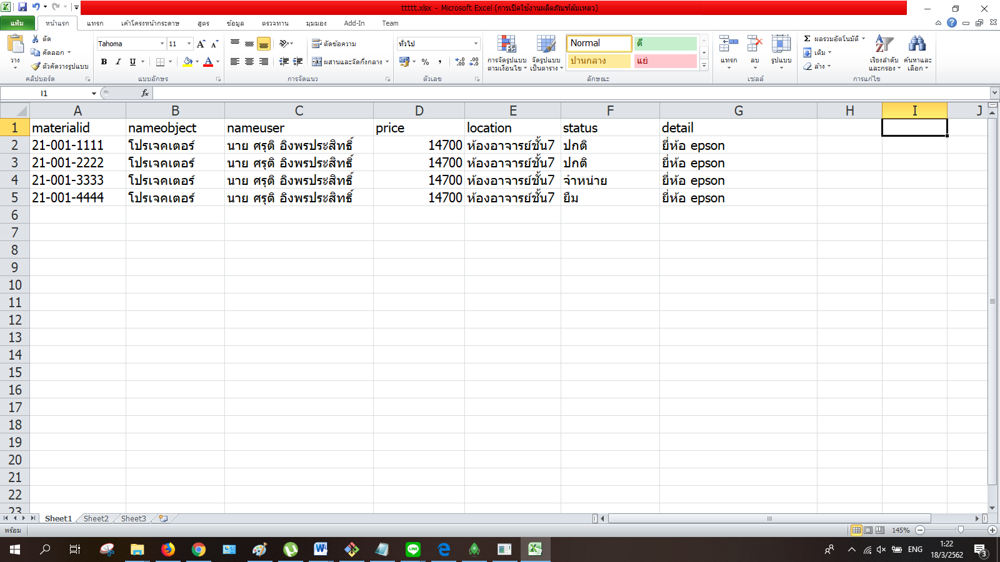 ttttt.xlsx - Microsoft Excel (การเปิดใช้งานผลิตภัณฑ์ล้มเหลว)
แฟ้ม หน้าแรก แทรก เค้าโครงหน้ากระดาษ สูตร ข้อมูล ตรวจทาน มุมมอง Add-In Team
วาง
ตัด
คัดลอก
ตัวคัดวางรูปแบบ
คลิปบอร์ด
Tahoma 11
B I U
แบบอักษร
ตัดข้อความ
ผสานและจัดกึ่งกลาง
การจัดแนว
ทั่วไป
ตัวเลข
การจัดรูปแบบ
ตามเงื่อนไข
จัดรูปแบบ
เป็นตาราง
Normal ดี
ปานกลาง แย่
ลักษณะ
แทรก ลบ รูปแบบ
เซลล์
ผลรวมอัตโนมัติ
เติม
ล้าง
เรียงลำดับ
และกรอง
ค้นหาและ
เลือก
การแก้ไข
I1 fx
A B C D E F G H I J
1 materialid nameobject nameuser price location status detail
2 21-001-1111 โปรเจคเตอร์ นาย ศรุติ อิงพรประสิทธิ์ 14700 ห้องอาจารย์ชั้น7 ปกติ ยี่ห้อ epson
3 21-001-2222 โปรเจคเตอร์ นาย ศรุติ อิงพรประสิทธิ์ 14700 ห้องอาจารย์ชั้น7 ปกติ ยี่ห้อ epson
4 21-001-3333 โปรเจคเตอร์ นาย ศรุติ อิงพรประสิทธิ์ 14700 ห้องอาจารย์ชั้น7 จำหน่าย ยี่ห้อ epson
5 21-001-4444 โปรเจคเตอร์ นาย ศรุติ อิงพรประสิทธิ์ 14700 ห้องอาจารย์ชั้น7 ยืม ยี่ห้อ epson
6
7
8
9
10
11
12
13
14
15
16
17
18
19
20
21
22
23
Sheet1 Sheet2 Sheet3
พร้อม 145%
ENG 1:22
18/3/2562
3